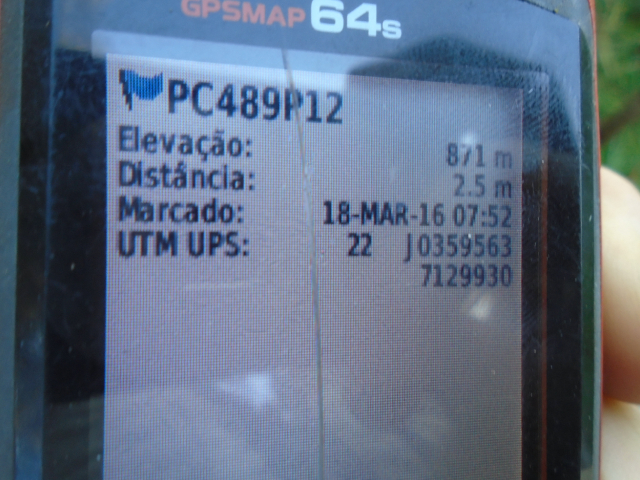 GPSMAP 64s
PC489P12
Elevação: 871 m
Distância: 2.5 m
Marcado: 18-MAR-16 07:52
UTM UPS: 22 J0359563
7129930